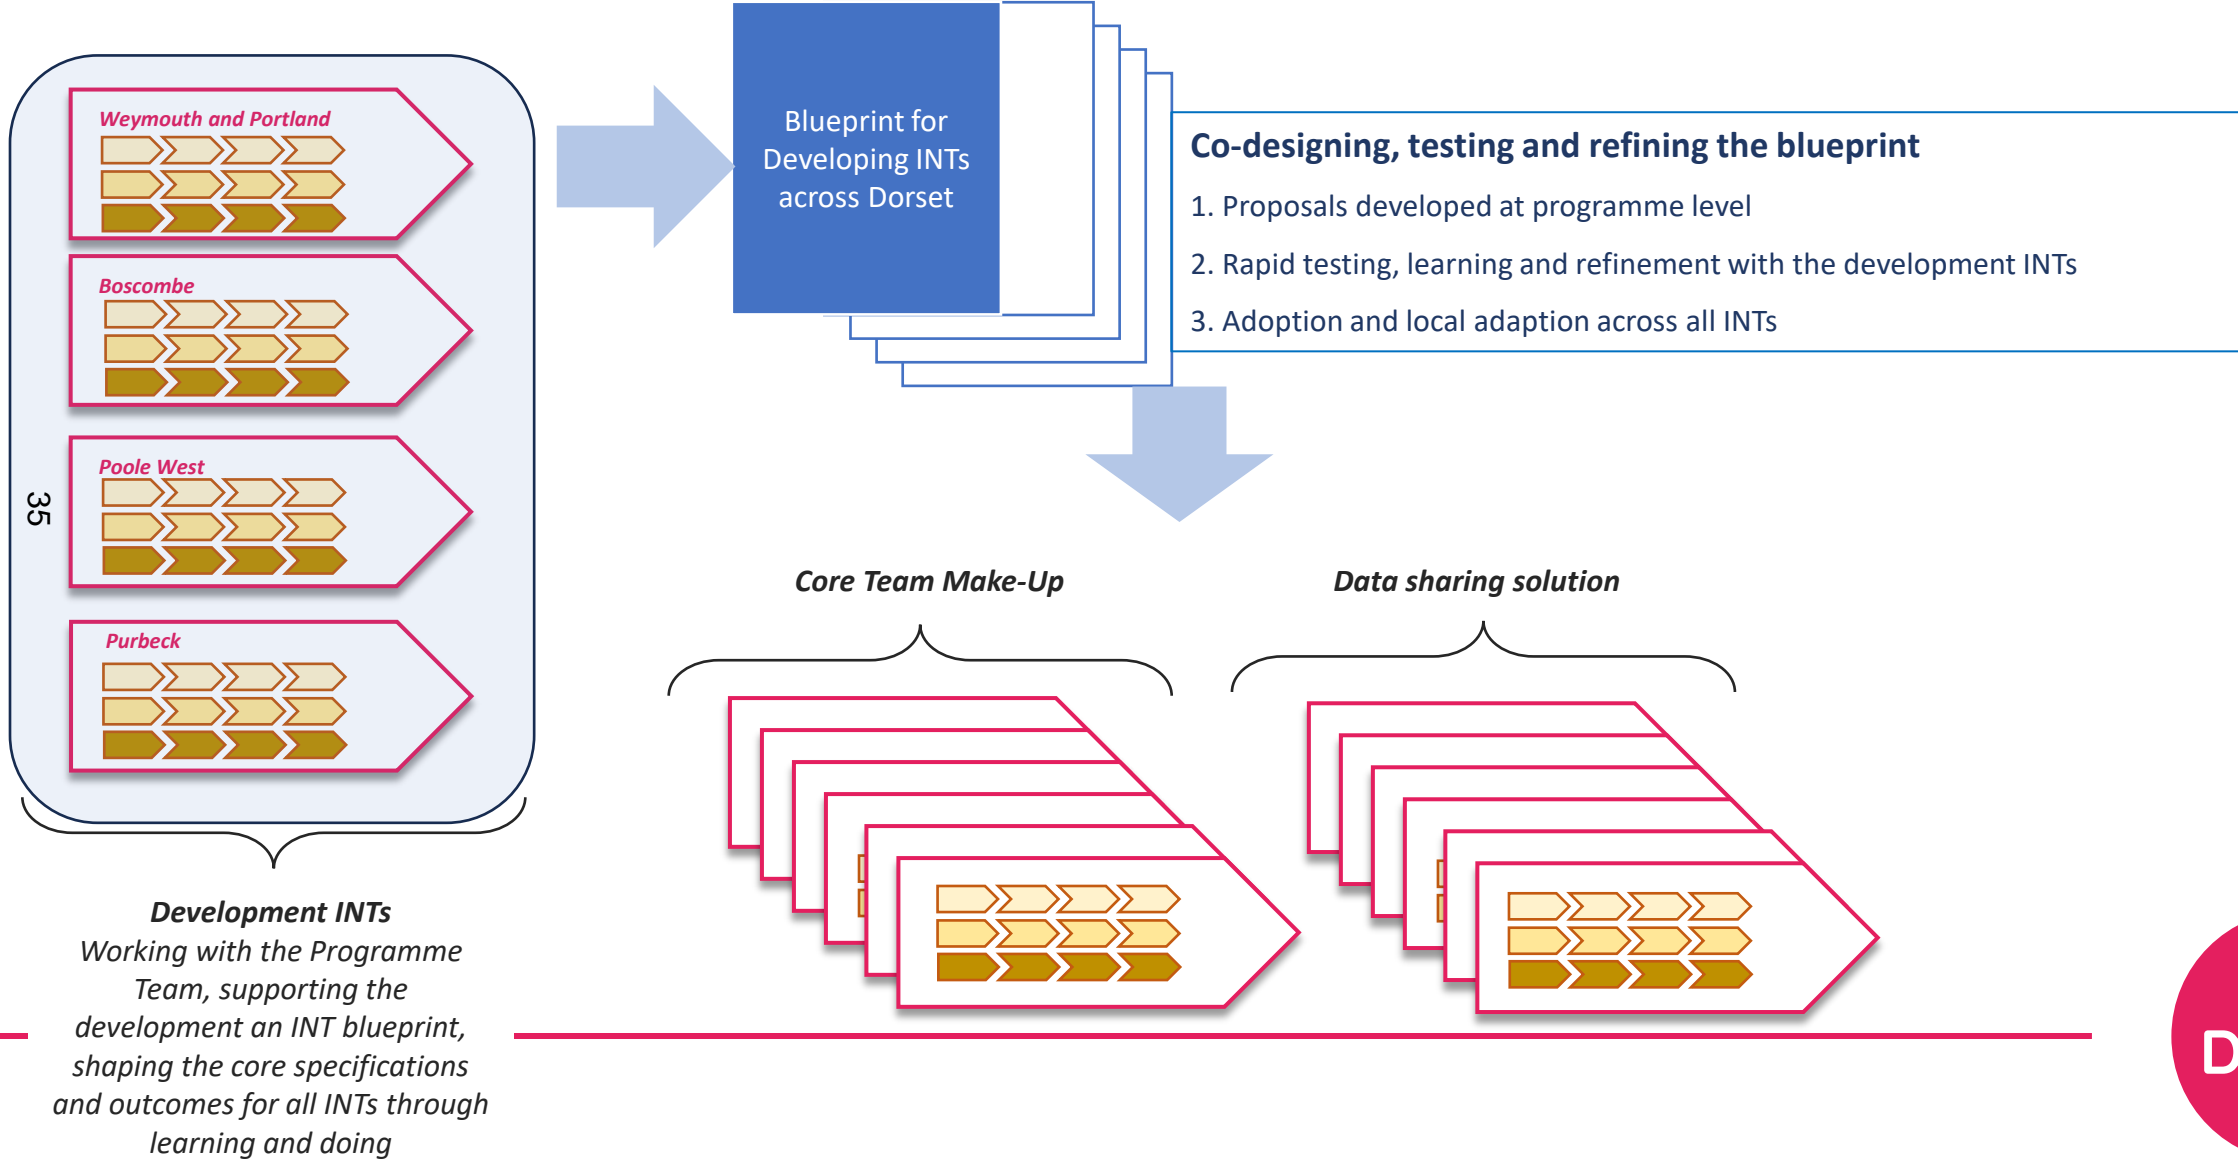 Weymouth and Portland
Boscombe
Poole West
Purbeck
35
Development INTs
Working with the Programme
Team, supporting the
development an INT blueprint,
shaping the core specifications
and outcomes for all INTs through
learning and doing
Blueprint for
Developing INTs
across Dorset
Co-designing, testing and refining the blueprint
1. Proposals developed at programme level
2. Rapid testing, learning and refinement with the development INTs
3. Adoption and local adaption across all INTs
Core Team Make-Up
Data sharing solution
D